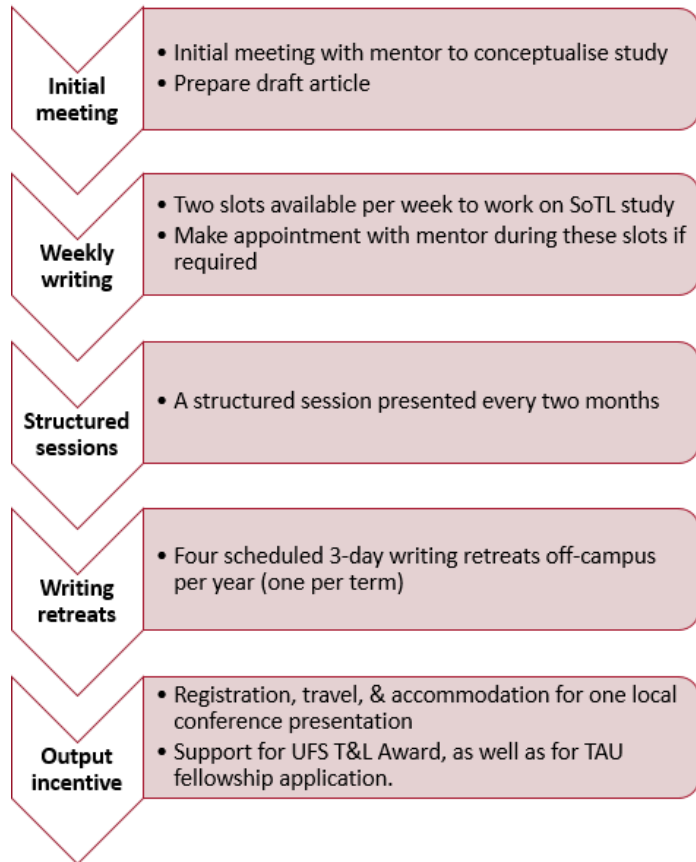 Initial
meeting
• Initial meeting with mentor to conceptualise study
• Prepare draft article
Weekly
writing
• Two slots available per week to work on SoTL study
• Make appointment with mentor during these slots if
required
Structured
sessions
• A structured session presented every two months
Writing
retreats
• Four scheduled 3-day writing retreats off-campus
per year (one per term)
Output
incentive
• Registration, travel, & accommodation for one local
conference presentation
• Support for UFS T&L Award, as well as for TAU
fellowship application.